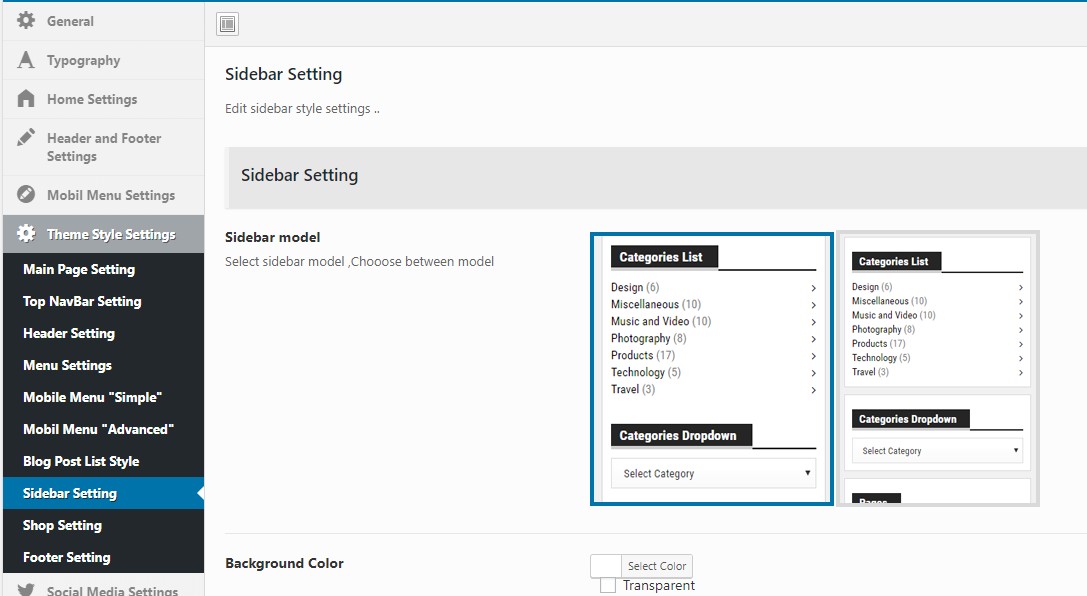 General
Typography
Home Settings
Header and Footer
Settings
Mobil Menu Settings
Theme Style Settings
Main Page Setting
Top NavBar Setting
Header Setting
Menu Settings
Mobile Menu "Simple"
Mobil Menu "Advanced"
Blog Post List Style
Sidebar Setting
Shop Setting
Footer Setting
Social Media Settings
Sidebar Setting
Edit sidebar style settings ..
Sidebar Setting
Sidebar model
Select sidebar model ,Chooose between model
Categories List
Design (6)
Miscellaneous (10)
Music and Video (10)
Photography (8)
Products (17)
Technology (5)
Travel (3)
Categories Dropdown
Select Category
Categories List
Design (6)
Miscellaneous (10)
Music and Video (10)
Photography (8)
Products (17)
Technology (5)
Travel (3)
Categories Dropdown
Select Category
Pages
Background Color
Select Color
Transparent